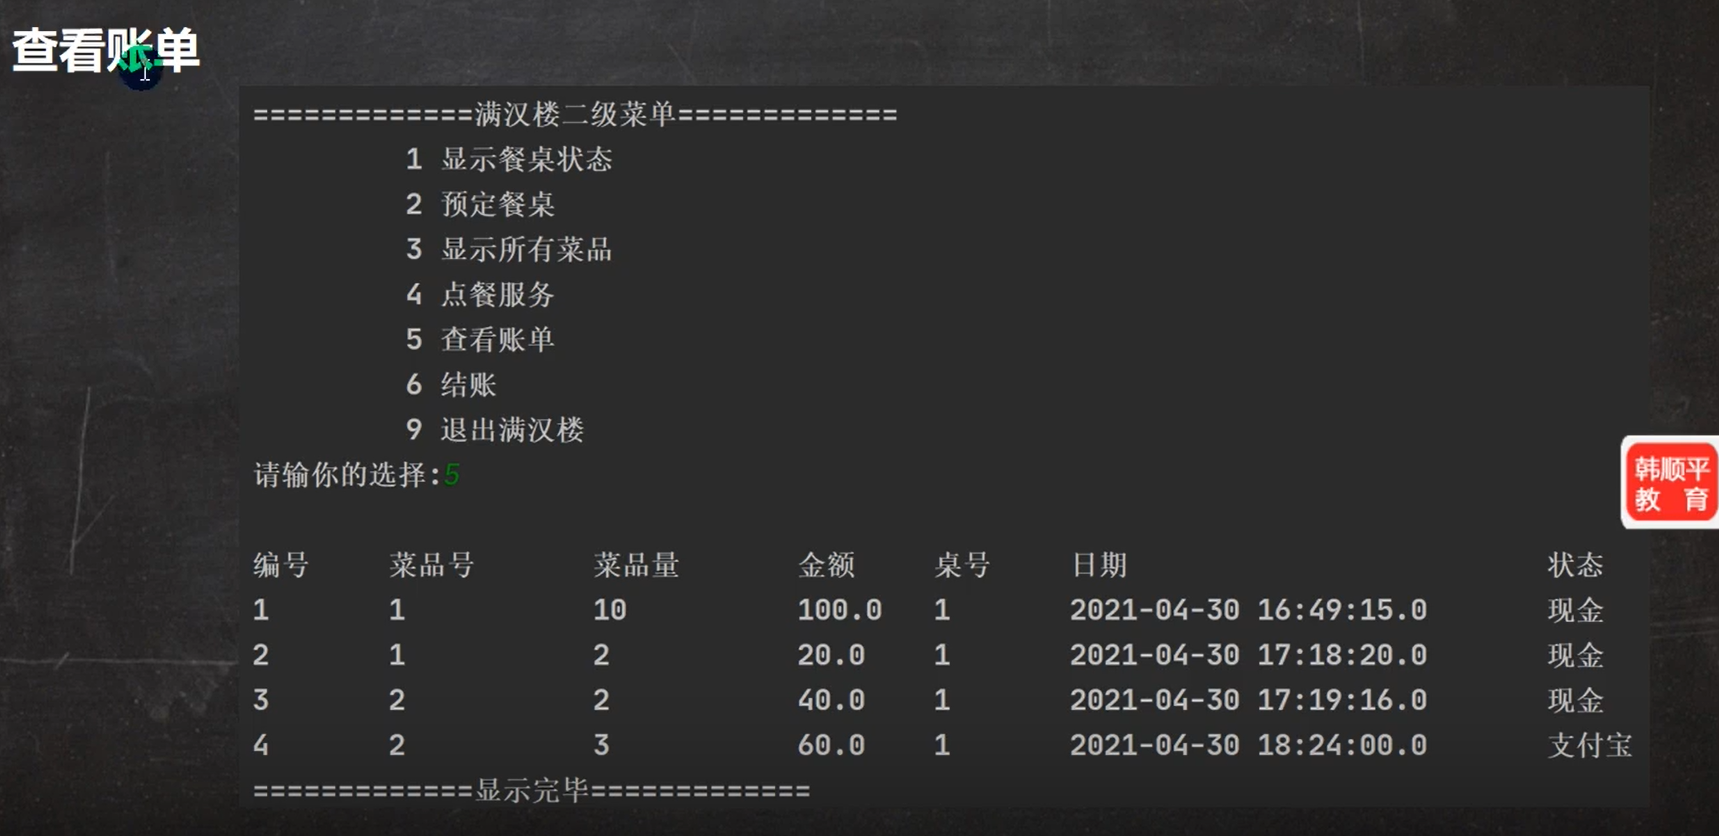 查看账单
=============满汉楼二级菜单=============
1 显示餐桌状态
2 预定餐桌
3 显示所有菜品
4 点餐服务
5 查看账单
6 结账
9 退出满汉楼
请输你的选择:5
编号 菜品号 菜品量 金额 桌号 日期 状态
1 1 10 100.0 1 2021-04-30 16:49:15.0 现金
2 1 2 20.0 1 2021-04-30 17:18:20.0 现金
3 2 2 40.0 1 2021-04-30 17:19:16.0 现金
4 2 3 60.0 1 2021-04-30 18:24:00.0 支付宝
=============显示完毕=============
韩顺平
教 育